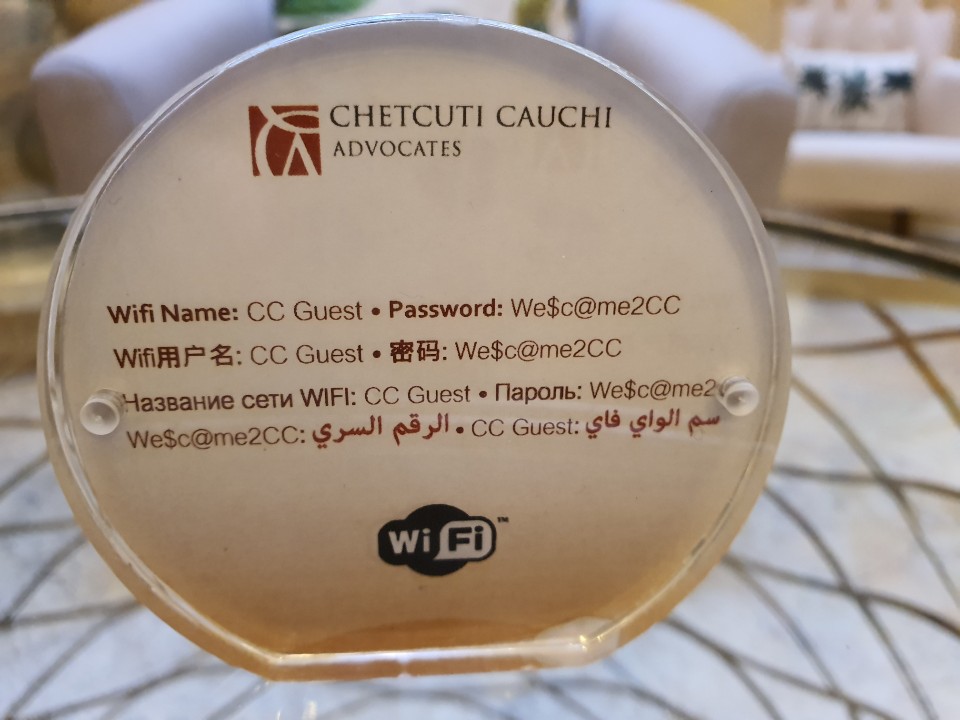 CHETCUTI CAUCHI
ADVOCATES
Wifi Name: CC Guest • Password: We$c@me2CC
Wifi用户名: CC Guest • 密码: We$c@me2CC
Название сети WIFI: CC Guest • Пароль: We$c@me2C
سم الواي فاي :CC Guest • الرقم السري :We$c@me2CC
WiFi™